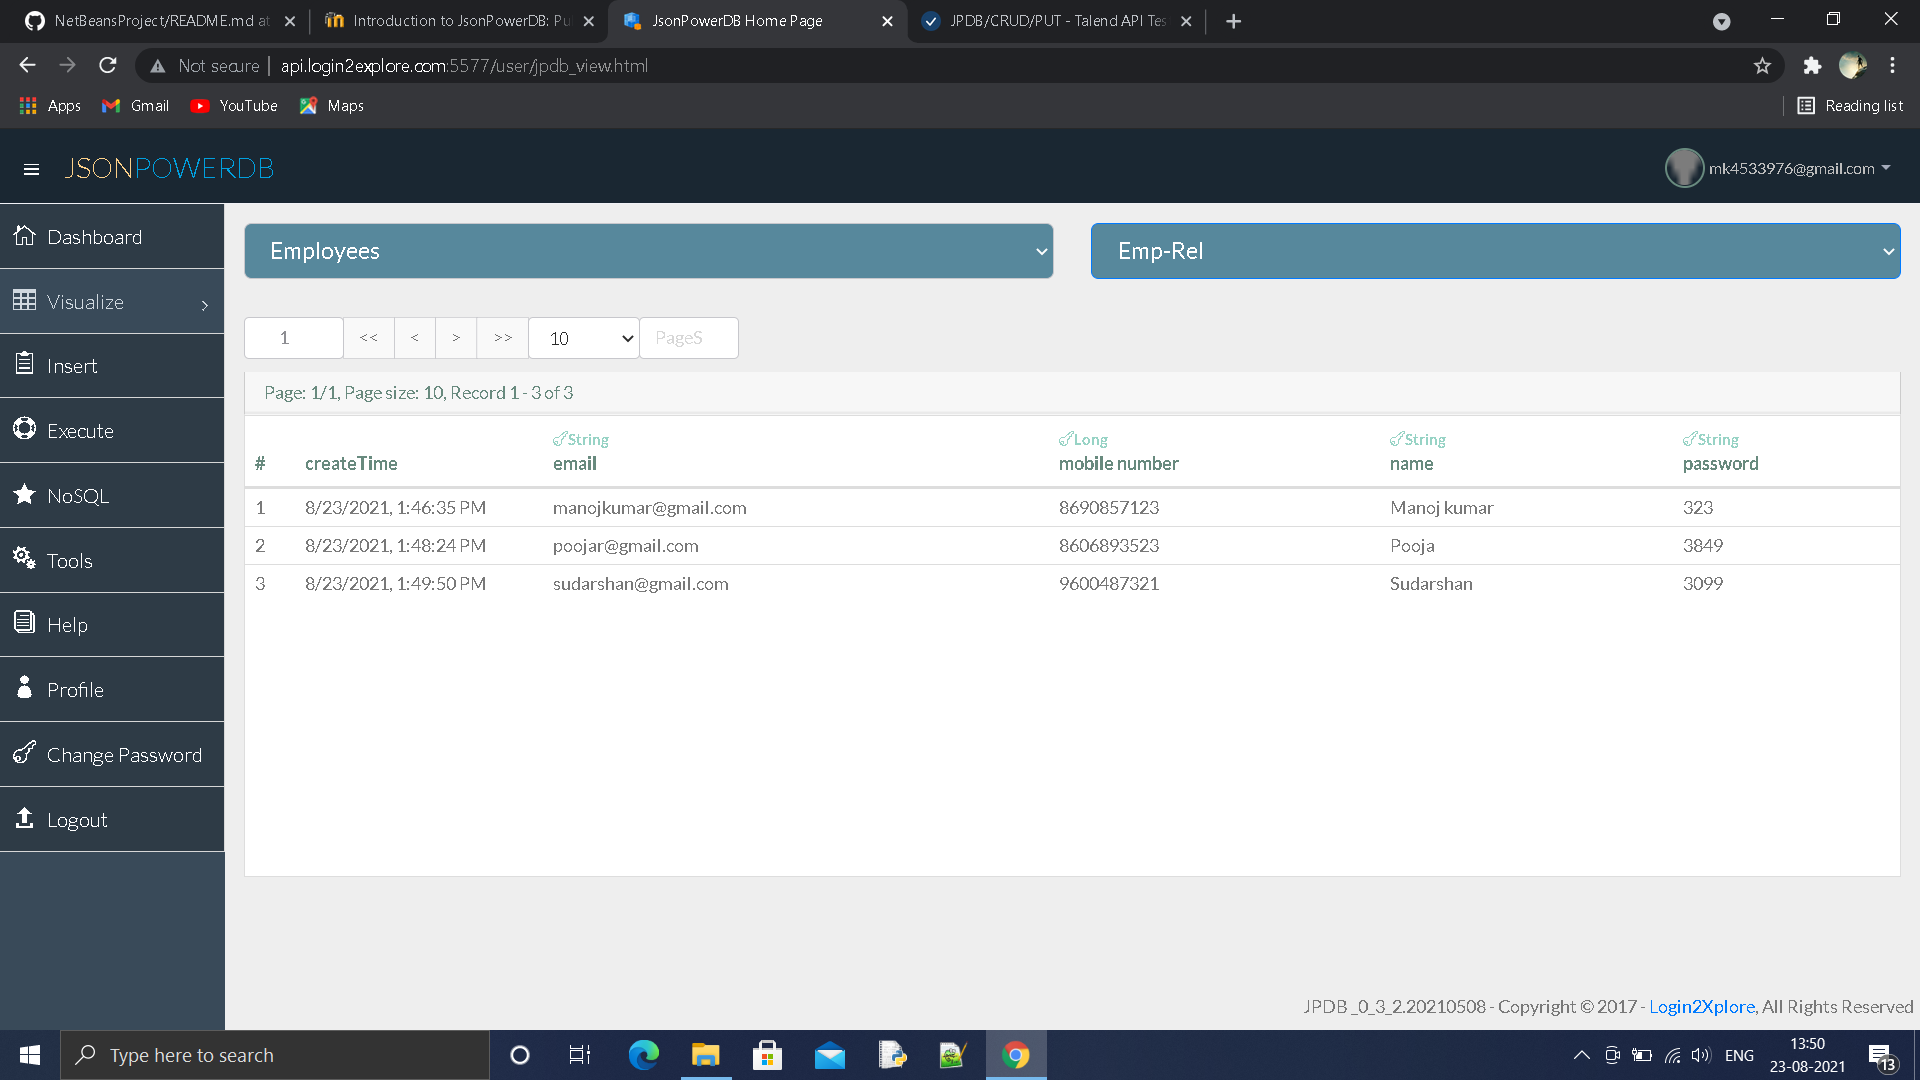 NetBeansProject/README.md at
Introduction to JsonPowerDB: Pu
JsonPowerDB Home Page
JPDB/CRUD/PUT - Talend API Tes
Not secure | api.login2explore.com:5577/user/jpdb_view.html
Apps
Gmail
YouTube
Maps
Reading list
JSONPOWERDB
mk4533976@gmail.com
Dashboard
Visualize
Insert
Execute
NoSQL
Tools
Help
Profile
Change Password
Logout
Employees
Emp-Rel
1 << < > >> 10 PageS
Page: 1/1, Page size: 10, Record 1 - 3 of 3
String Long String String
# createTime email mobile number name password
1 8/23/2021, 1:46:35 PM manojkumar@gmail.com 8690857123 Manoj kumar 323
2 8/23/2021, 1:48:24 PM poojar@gmail.com 8606893523 Pooja 3849
3 8/23/2021, 1:49:50 PM sudarshan@gmail.com 9600487321 Sudarshan 3099
JPDB_0_3_2.20210508 - Copyright © 2017 - Login2Xplore, All Rights Reserved
Type here to search
ENG
13:50
23-08-2021
13